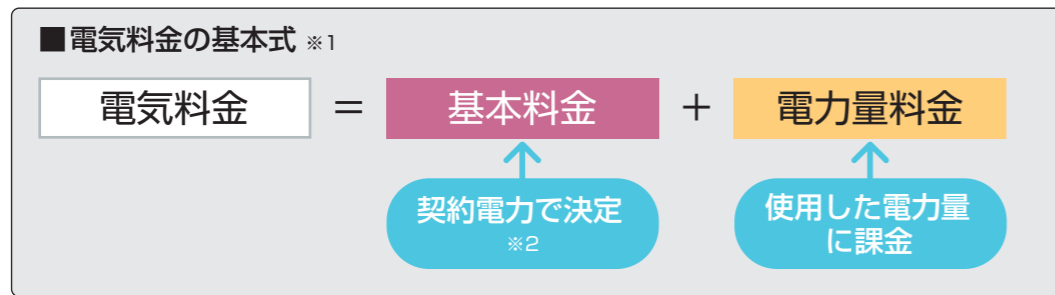 ■電気料金の基本式 ※1
電気料金 = 基本料金 + 電力量料金
契約電力で決定
※2
使用した電力量
に課金